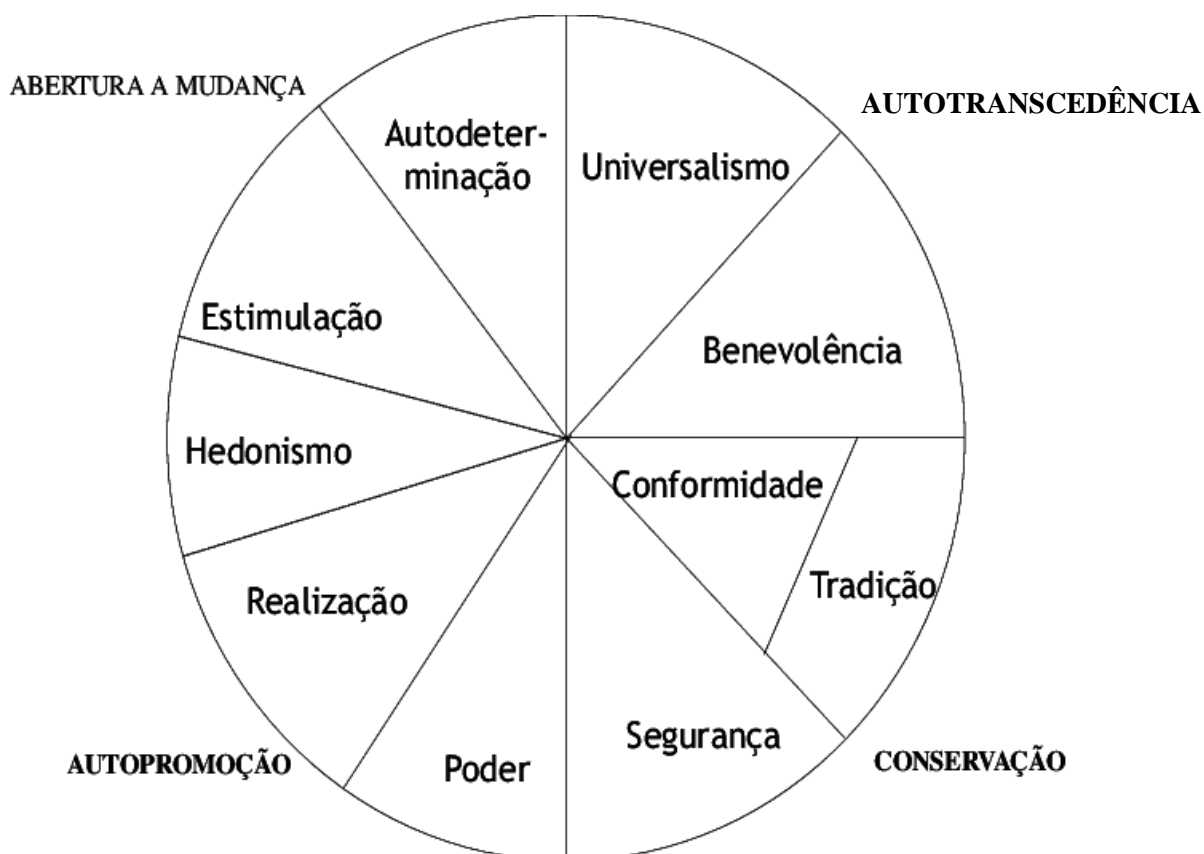 ABERTURA A MUDANÇA
AUTOTRANSCEDÊNCIA
Autodeter-
minação
Universalismo
Estimulação
Benevolência
Hedonismo
Conformidade
Realização
Tradição
AUTOPROMOÇÃO
Poder
Segurança
CONSERVAÇÃO